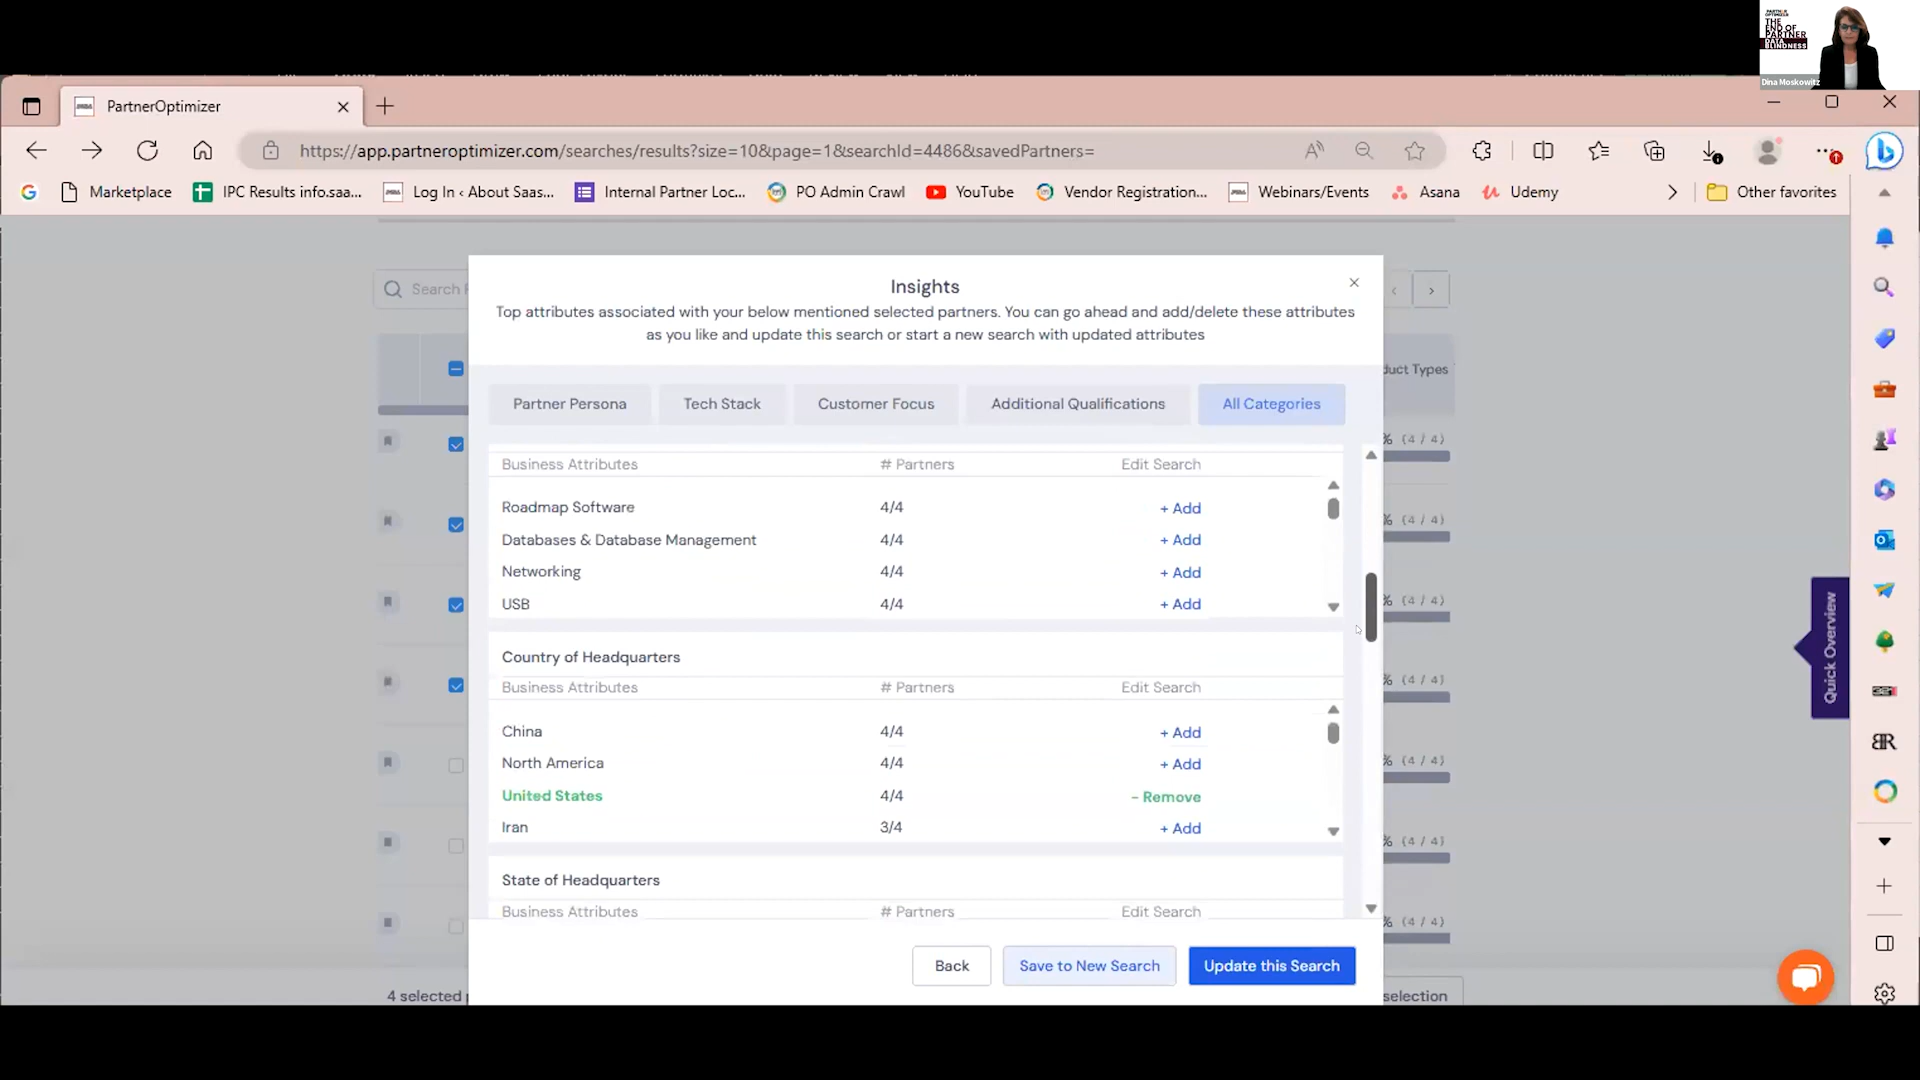 PARTNER
OPTIMIZER
THE
END OF
PARTNER
DATA
BLINDNESS
Dina Moskowitz
PartnerOptimizer
https://app.partneroptimizer.com/searches/results?size=10&page=1&searchId=4486&savedPartners=
Marketplace
IPC Results info.saa...
Log In ‹ About SaaS...
Internal Partner Loc...
PO Admin Crawl
YouTube
Vendor Registration...
Webinars/Events
Asana
Udemy
Other favorites
Search
Insights
Top attributes associated with your below mentioned selected partners. You can go ahead and add/delete these attributes
as you like and update this search or start a new search with updated attributes
duct Types
Partner Persona
Tech Stack
Customer Focus
Additional Qualifications
All Categories
Business Attributes # Partners Edit Search
Roadmap Software 4/4 + Add
Databases & Database Management 4/4 + Add
Networking 4/4 + Add
USB 4/4 + Add
Country of Headquarters
Business Attributes # Partners Edit Search
China 4/4 + Add
North America 4/4 + Add
United States 4/4 - Remove
Iran 3/4 + Add
State of Headquarters
Business Attributes # Partners Edit Search
% (4 / 4)
% (4 / 4)
% (4 / 4)
% (4 / 4)
% (4 / 4)
% (4 / 4)
% (4 / 4)
Quick Overview
Back
Save to New Search
Update this Search
4 selected
selection